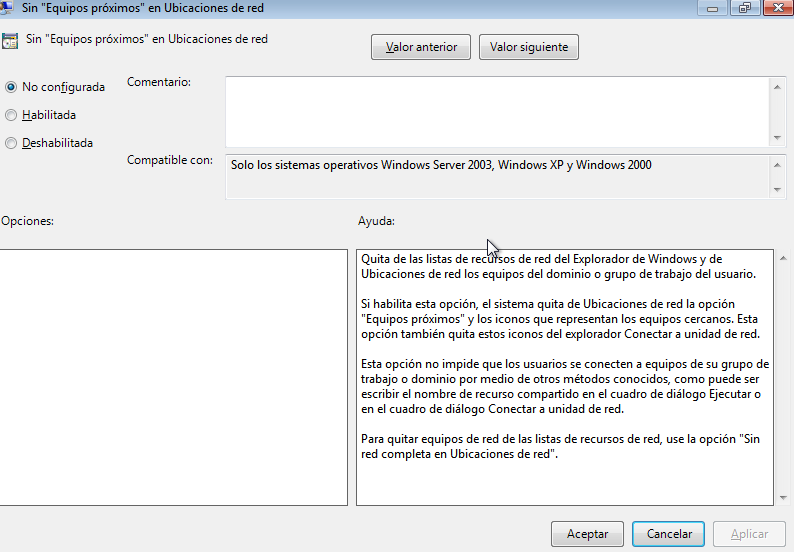 Sin "Equipos próximos" en Ubicaciones de red
Sin "Equipos próximos" en Ubicaciones de red
Valor anterior
Valor siguiente
No configurada
Habilitada
Deshabilitada
Comentario:
Compatible con:
Solo los sistemas operativos Windows Server 2003, Windows XP y Windows 2000
Opciones:
Ayuda:
Quita de las listas de recursos de red del Explorador de Windows y de
Ubicaciones de red los equipos del dominio o grupo de trabajo del usuario.
Si habilita esta opción, el sistema quita de Ubicaciones de red la opción
"Equipos próximos" y los iconos que representan los equipos cercanos. Esta
opción también quita estos iconos del explorador Conectar a unidad de red.
Esta opción no impide que los usuarios se conecten a equipos de su grupo de
trabajo o dominio por medio de otros métodos conocidos, como puede ser
escribir el nombre de recurso compartido en el cuadro de diálogo Ejecutar o
en el cuadro de diálogo Conectar a unidad de red.
Para quitar equipos de red de las listas de recursos de red, use la opción "Sin
red completa en Ubicaciones de red".
Aceptar
Cancelar
Aplicar